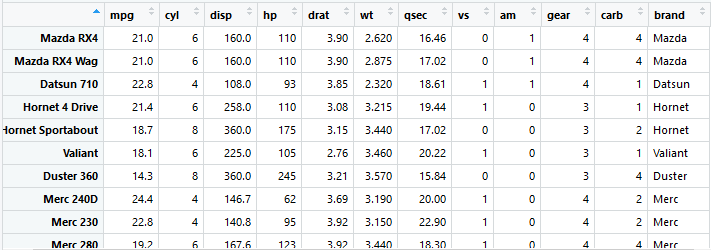 mpg cyl disp hp drat wt qsec vs am gear carb brand
Mazda RX4 21.0 6 160.0 110 3.90 2.620 16.46 0 1 4 4 Mazda
Mazda RX4 Wag 21.0 6 160.0 110 3.90 2.875 17.02 0 1 4 4 Mazda
Datsun 710 22.8 4 108.0 93 3.85 2.320 18.61 1 1 4 1 Datsun
Hornet 4 Drive 21.4 6 258.0 110 3.08 3.215 19.44 1 0 3 1 Hornet
Hornet Sportabout 18.7 8 360.0 175 3.15 3.440 17.02 0 0 3 2 Hornet
Valiant 18.1 6 225.0 105 2.76 3.460 20.22 1 0 3 1 Valiant
Duster 360 14.3 8 360.0 245 3.21 3.570 15.84 0 0 3 4 Duster
Merc 240D 24.4 4 146.7 62 3.69 3.190 20.00 1 0 4 2 Merc
Merc 230 22.8 4 140.8 95 3.92 3.150 22.90 1 0 4 2 Merc
Merc 280 19.2 6 167.6 123 3.92 3.440 18.30 1 0 4 4 Merc